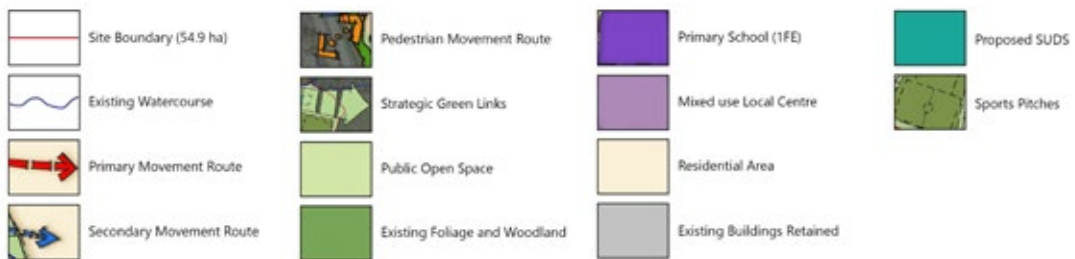 Site Boundary (54.9 ha)
Existing Watercourse
Primary Movement Route
Secondary Movement Route
Pedestrian Movement Route
Strategic Green Links
Public Open Space
Existing Foliage and Woodland
Primary School (1FE)
Mixed use Local Centre
Residential Area
Existing Buildings Retained
Proposed SUDS
Sports Pitches